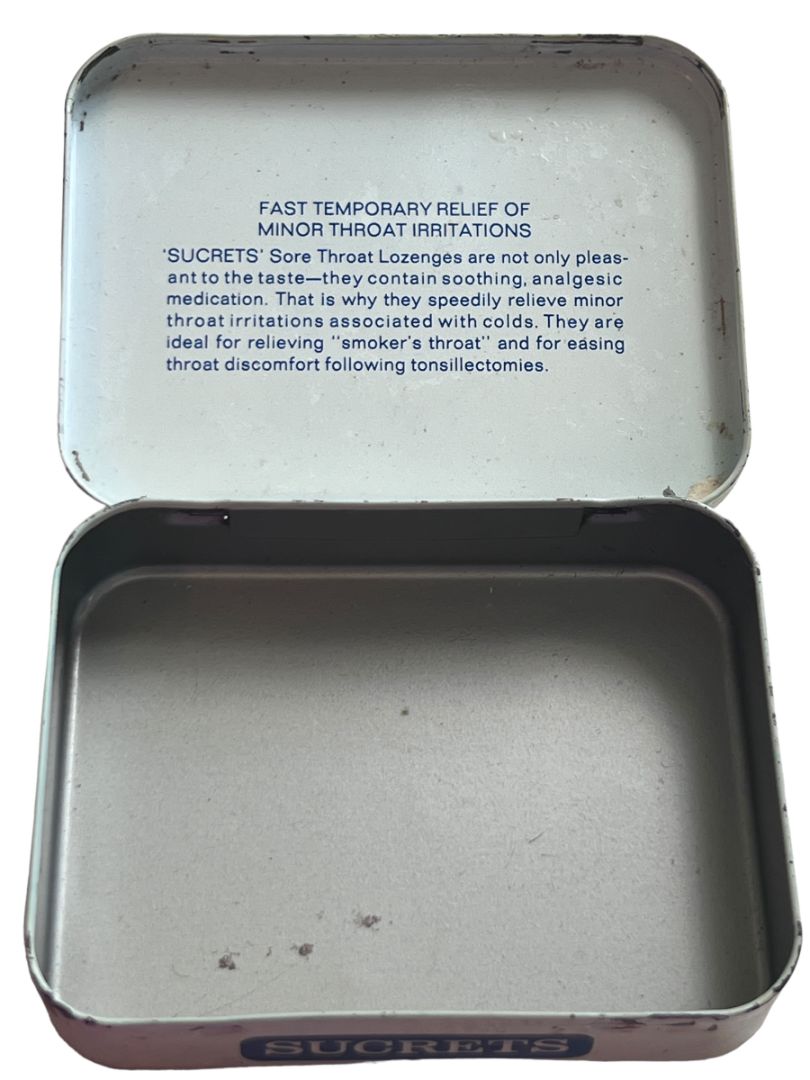 FAST TEMPORARY RELIEF OF
MINOR THROAT IRRITATIONS
'SUCRETS' Sore Throat Lozenges are not only pleas-
ant to the taste—they contain soothing, analgesic
medication. That is why they speedily relieve minor
throat irritations associated with colds. They are
ideal for relieving "smoker's throat" and for easing
throat discomfort following tonsillectomies.
SUCRETS